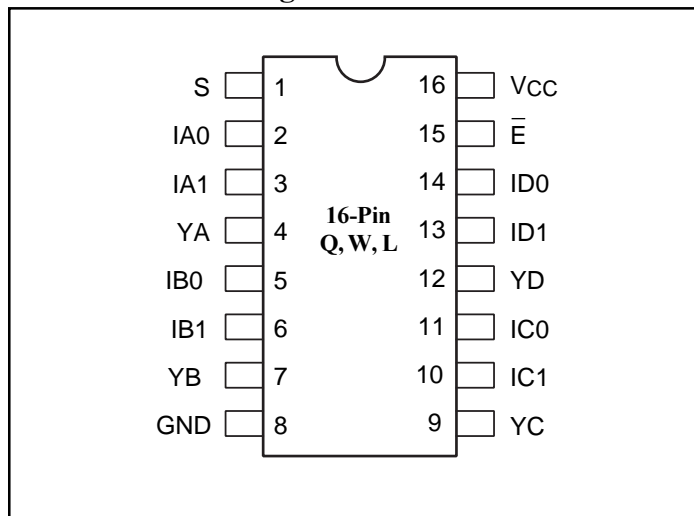 S 1 16 VCC
IA0 2 15 E̅
IA1 3 14 ID0
YA 4 13 ID1
IB0 5 12 YD
IB1 6 11 IC0
YB 7 10 IC1
GND 8 9 YC
16-Pin
Q, W, L